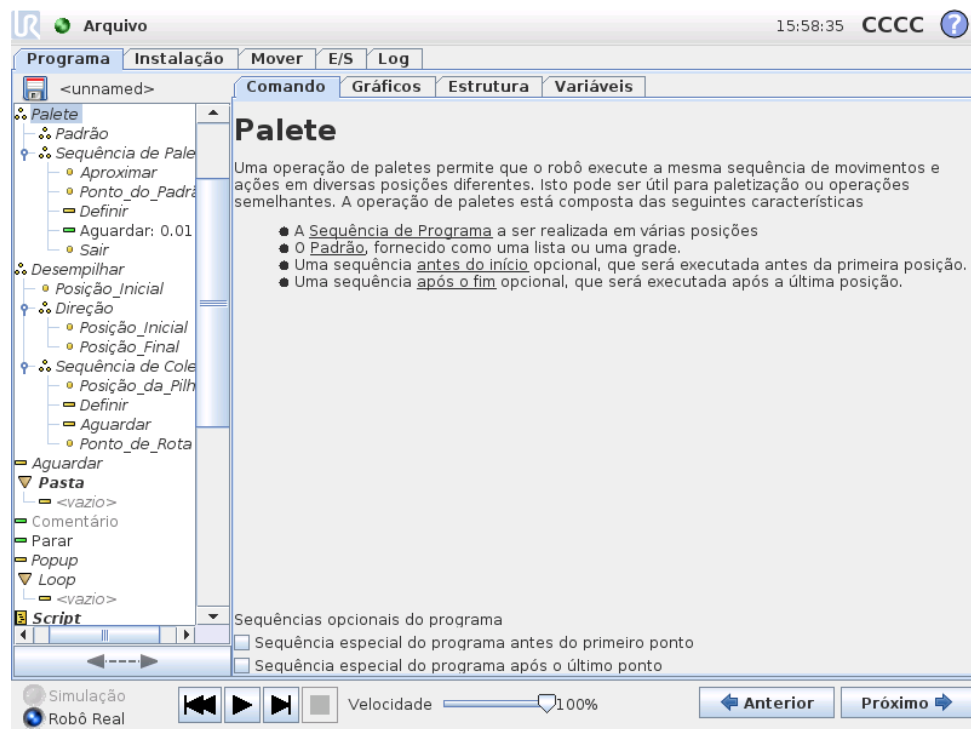 UR Arquivo 15:58:35 CCCC ?
Programa Instalação Mover E/S Log
<unnamed>
Comando Gráficos Estrutura Variáveis
Palete
Padrão
Sequência de Pale
Aproximar
Ponto_do_Padrã
Definir
Aguardar: 0.01
Sair
Desempilhar
Posição_Inicial
Direção
Posição_Inicial
Posição_Final
Sequência de Cole
Posição_da_Pilh
Definir
Aguardar
Ponto_de_Rota
Aguardar
Pasta
<vazio>
Comentário
Parar
Popup
Loop
<vazio>
Script
Palete
Uma operação de paletes permite que o robô execute a mesma sequência de movimentos e
ações em diversas posições diferentes. Isto pode ser útil para paletização ou operações
semelhantes. A operação de paletes está composta das seguintes características
A Sequência de Programa a ser realizada em várias posições
O Padrão, fornecido como uma lista ou uma grade.
Uma sequência antes do início opcional, que será executada antes da primeira posição.
Uma sequência após o fim opcional, que será executada após a última posição.
Sequências opcionais do programa
Sequência especial do programa antes do primeiro ponto
Sequência especial do programa após o último ponto
Simulação
Robô Real
Velocidade 100%
Anterior Próximo